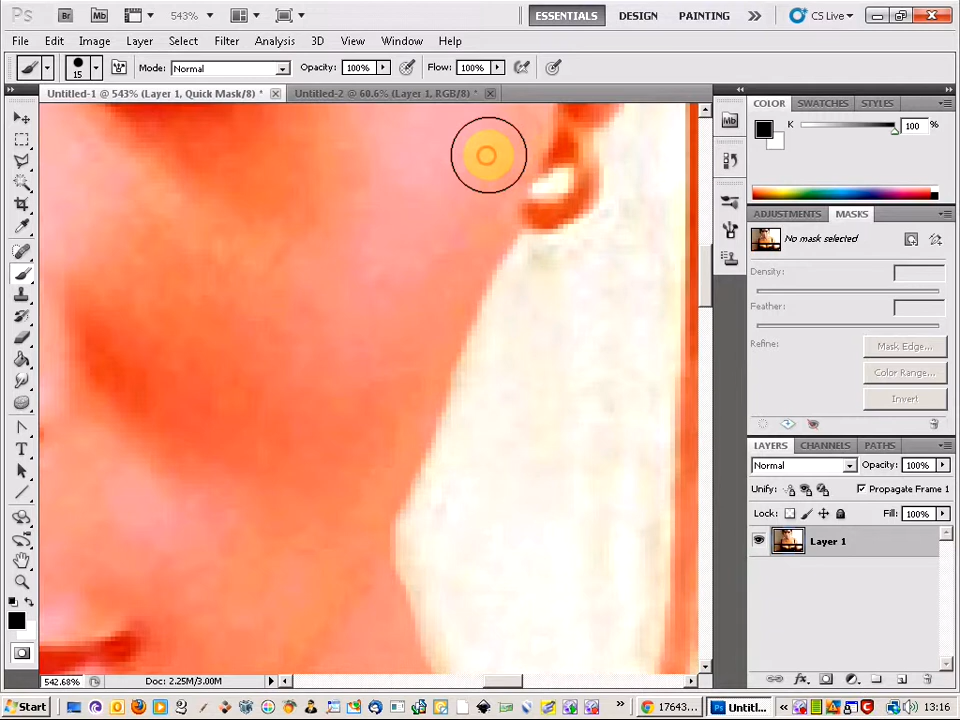 Ps Br Mb 543% ESSENTIALS DESIGN PAINTING CS Live
File Edit Image Layer Select Filter Analysis 3D View Window Help
15 Mode: Normal Opacity: 100% Flow: 100%
Untitled-1 @ 543% (Layer 1, Quick Mask/8) * Untitled-2 @ 60.6% (Layer 1, RGB/8) *
COLOR SWATCHES STYLES
Mb
K 100 %
ADJUSTMENTS MASKS
No mask selected
Density:
Feather:
Refine: Mask Edge...
Color Range...
Invert
LAYERS CHANNELS PATHS
Normal Opacity: 100%
Unify: Propagate Frame 1
Lock: Fill: 100%
Layer 1
T
542.68% Doc: 2.25M/3.00M
Start 17643... Untitl... 13:16